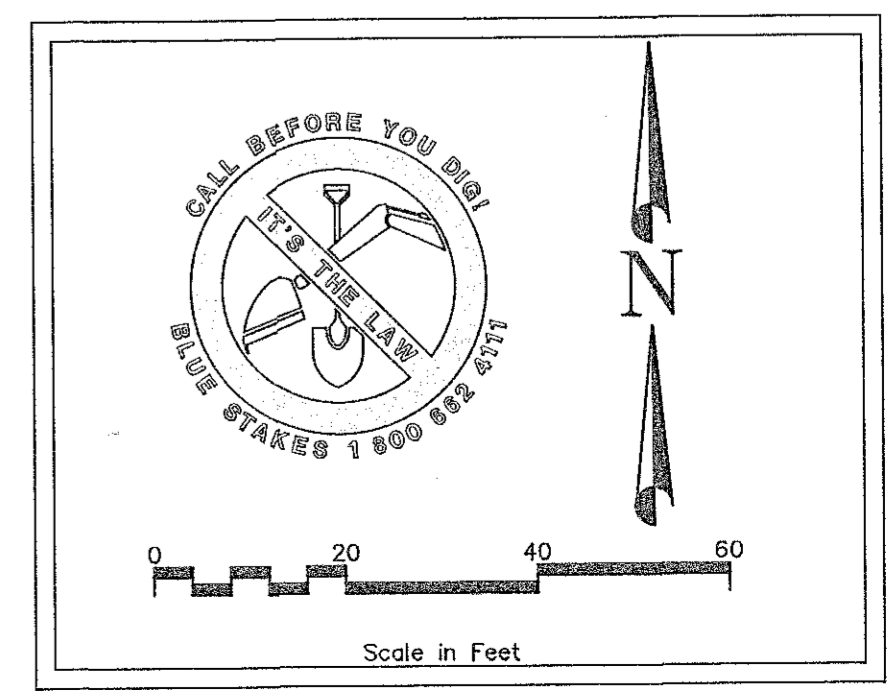 CALL BEFORE YOU DIG!
IT'S THE LAW
BLUE STAKES 1 800 662 4111
N
0 20 40 60
Scale in Feet